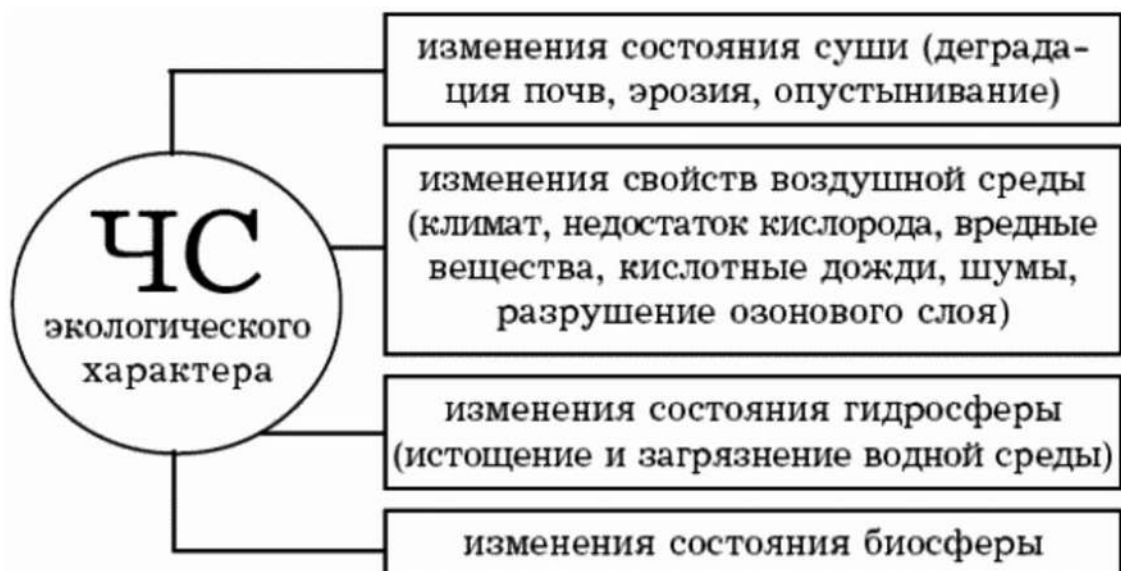 изменения состояния суши (деграда-
ция почв, эрозия, опустынивание)
ЧС
экологического
характера
изменения свойств воздушной среды
(климат, недостаток кислорода, вредные
вещества, кислотные дожди, шумы,
разрушение озонового слоя)
изменения состояния гидросферы
(истощение и загрязнение водной среды)
изменения состояния биосферы